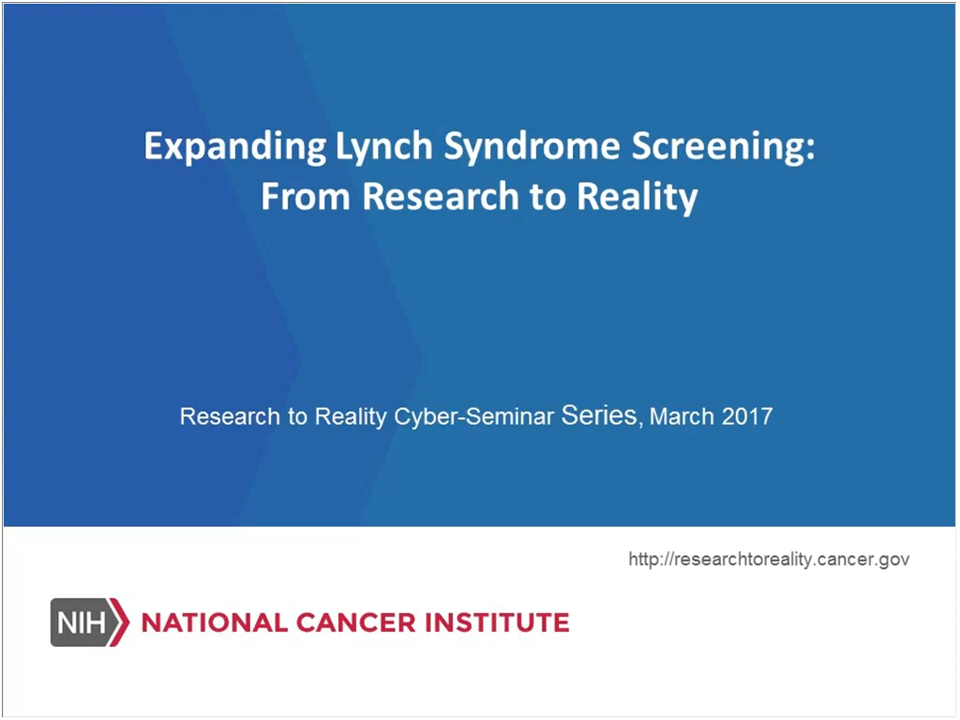 Expanding Lynch Syndrome Screening:
From Research to Reality
Research to Reality Cyber-Seminar Series, March 2017
http://researchtoreality.cancer.gov
NIH NATIONAL CANCER INSTITUTE